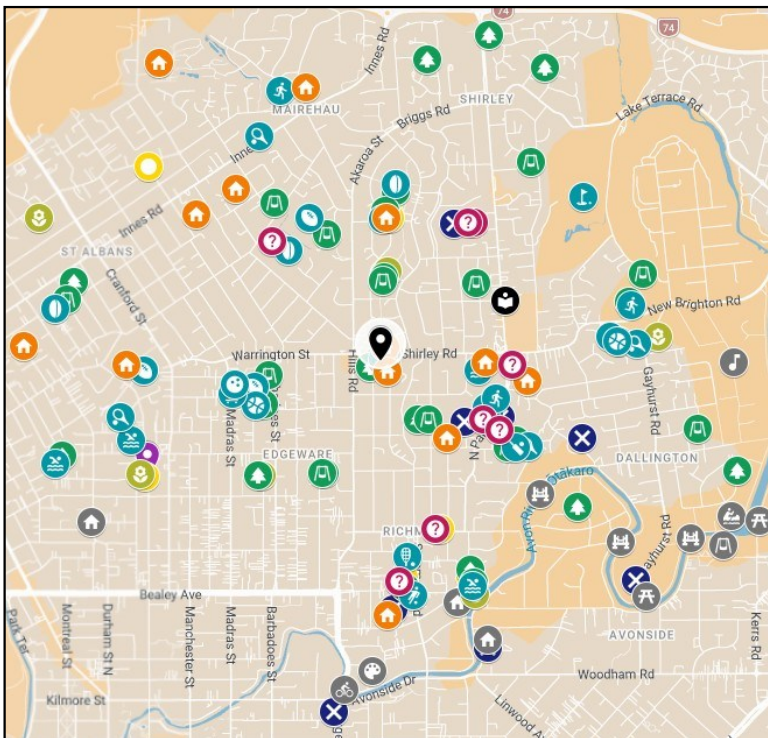 74
74
Innes Rd
SHIRLEY
MAIREHAU
Briggs Rd
Lake Terrace Rd
Akaroa St
Innes Rd
ST ALBANS
Cranford St
New Brighton Rd
Warrington St
Hills Rd
Shirley Rd
Gayhurst Rd
Madras St
EDGEWARE
N Pa
DALLINGTON
Ōtākaro
Avon Ri
RICHM
Gayhurst Rd
Bealey Ave
AVONSIDE
Park Ter
Montreal St
Durham St N
Manchester St
Madras St
Barbadoes St
Kerrs Rd
Woodham Rd
Kilmore St
Avonside Dr
Linwood Av